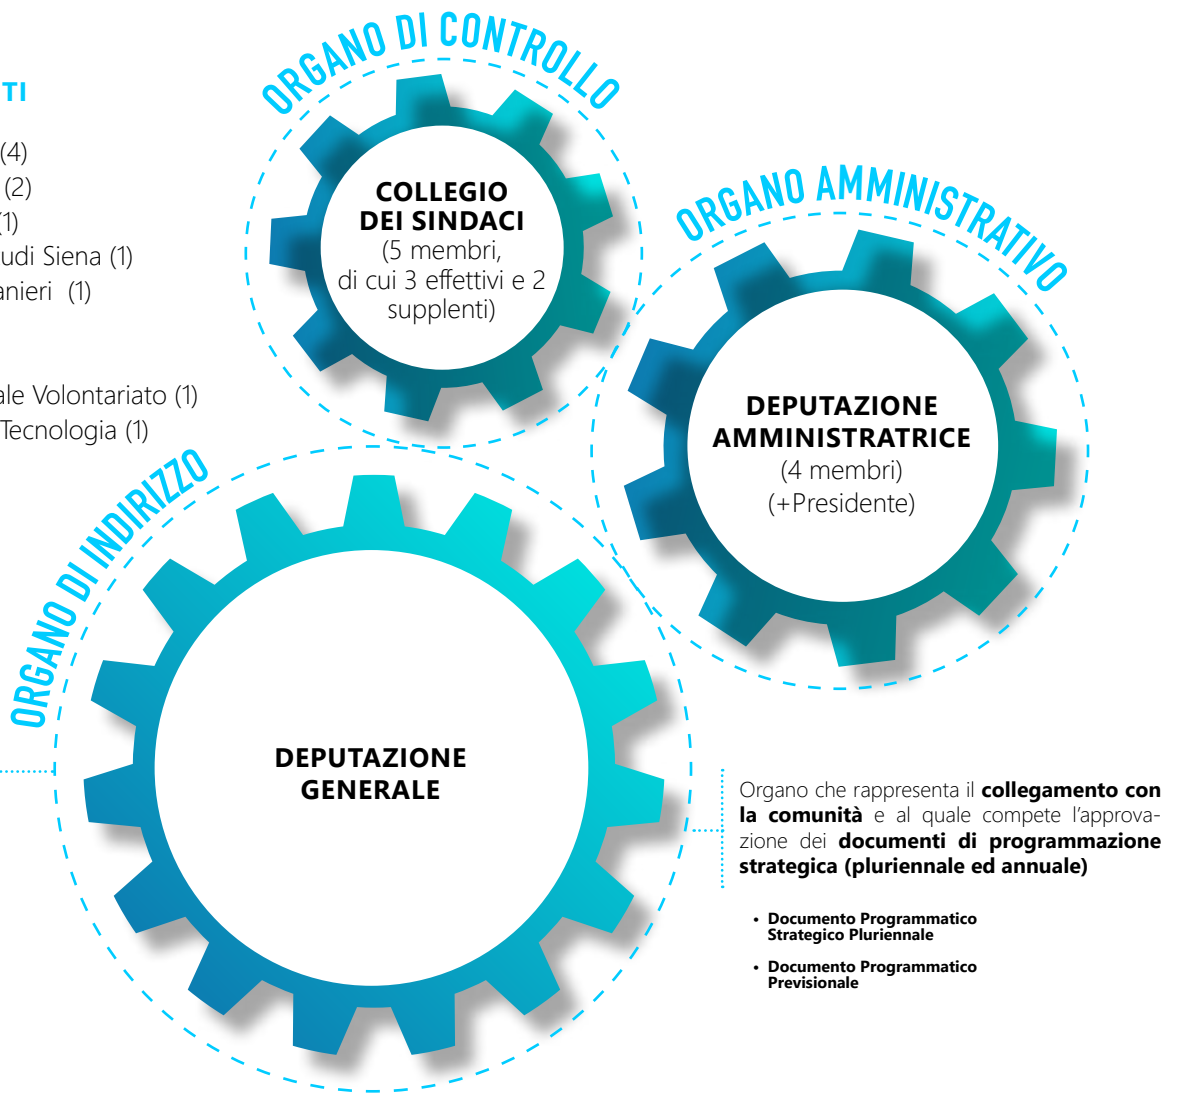 ORGANO DI CONTROLLO
TI
(4)
(2)
(1)
udi Siena (1)
anieri (1)
ale Volontariato (1)
Tecnologia (1)
COLLEGIO
DEI SINDACI
(5 membri,
di cui 3 effettivi e 2
supplenti)
ORGANO AMMINISTRATIVO
DEPUTAZIONE
AMMINISTRATRICE
(4 membri)
(+Presidente)
ORGANO DI INDIRIZZO
DEPUTAZIONE
GENERALE
Organo che rappresenta il collegamento con
la comunità e al quale compete l'approva-
zione dei documenti di programmazione
strategica (pluriennale ed annuale)
• Documento Programmatico
Strategico Pluriennale
• Documento Programmatico
Previsionale